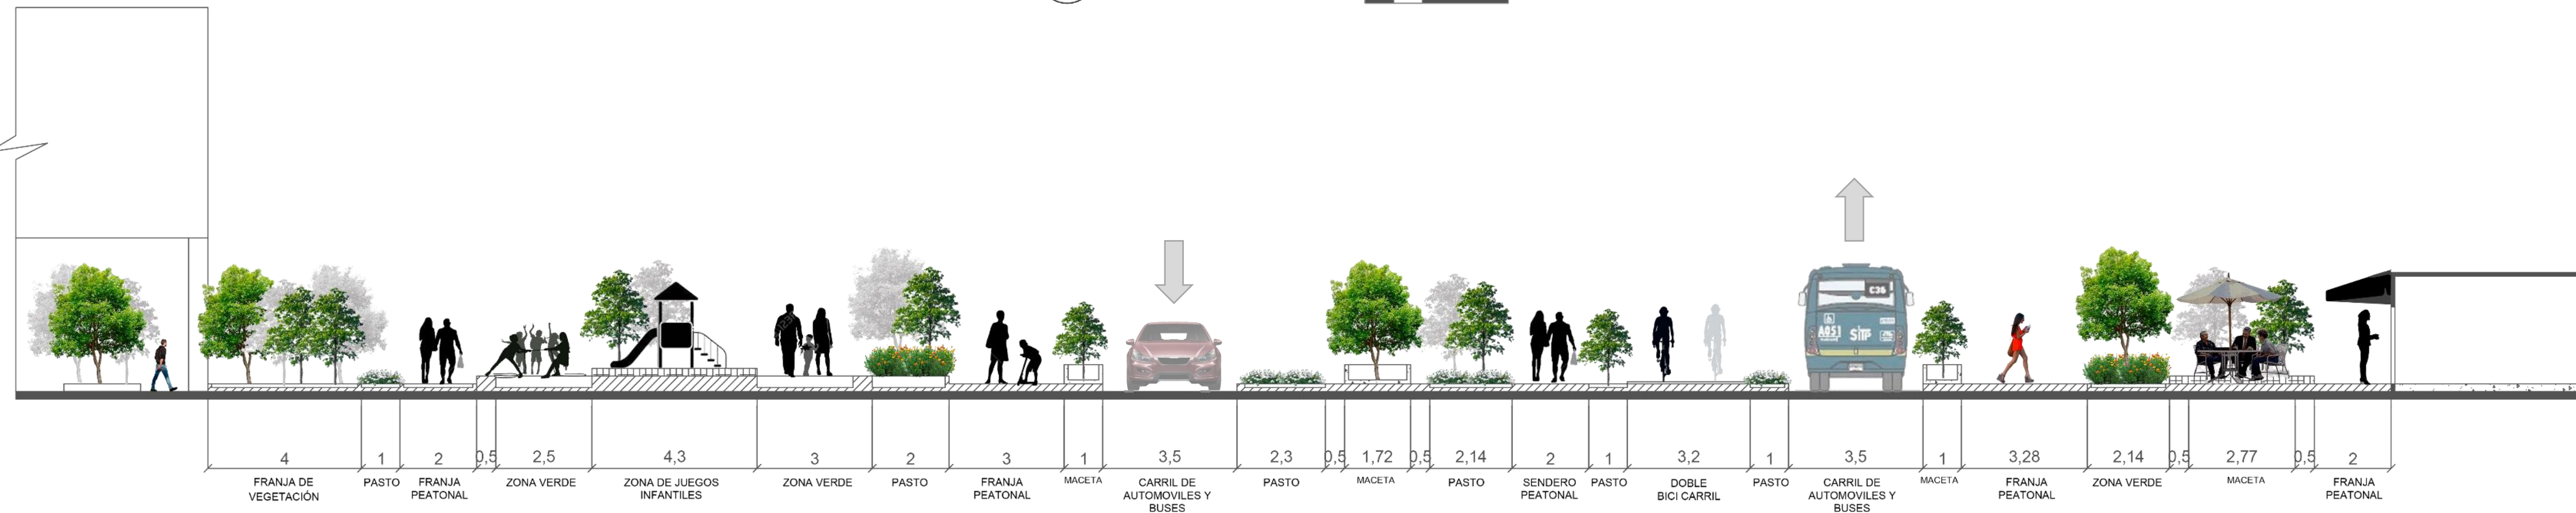 C36
A051
SiTP
4 1 2 0,5 2,5 4,3 3 2 3 1 3,5 2,3 0,5 1,72 0,5 2,14 2 1 3,2 1 3,5 1 3,28 2,14 0,5 2,77 0,5 2
FRANJA DE
VEGETACIÓN
PASTO
FRANJA
PEATONAL
ZONA VERDE
ZONA DE JUEGOS
INFANTILES
ZONA VERDE
PASTO
FRANJA
PEATONAL
MACETA
CARRIL DE
AUTOMOVILES Y
BUSES
PASTO
MACETA
PASTO
SENDERO
PEATONAL
PASTO
DOBLE
BICI CARRIL
PASTO
CARRIL DE
AUTOMOVILES Y
BUSES
MACETA
FRANJA
PEATONAL
ZONA VERDE
MACETA
FRANJA
PEATONAL